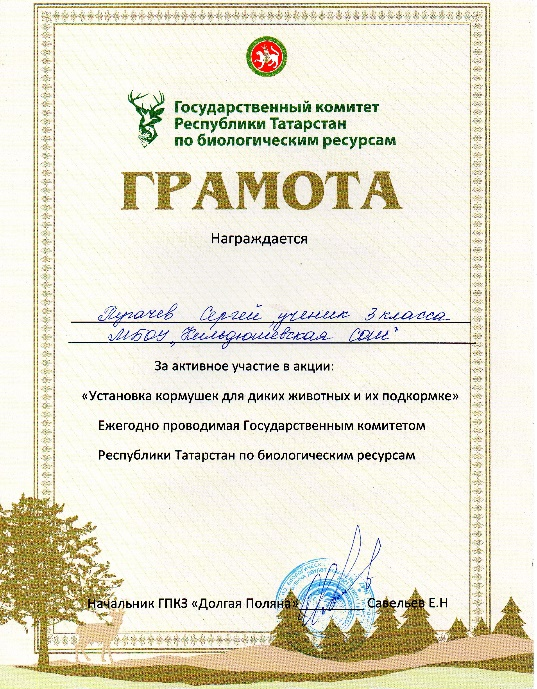 Государственный комитет
Республики Татарстан
по биологическим ресурсам
ГРАМОТА
Награждается
Пугачев Сергей ученик 3 класса
МБОУ „Кильдюшевская СОШ"
За активное участие в акции:
«Установка кормушек для диких животных и их подкормке»
Ежегодно проводимая Государственным комитетом
Республики Татарстан по биологическим ресурсам
Начальник ГПКЗ «Долгая Поляна» Савельев Е.Н